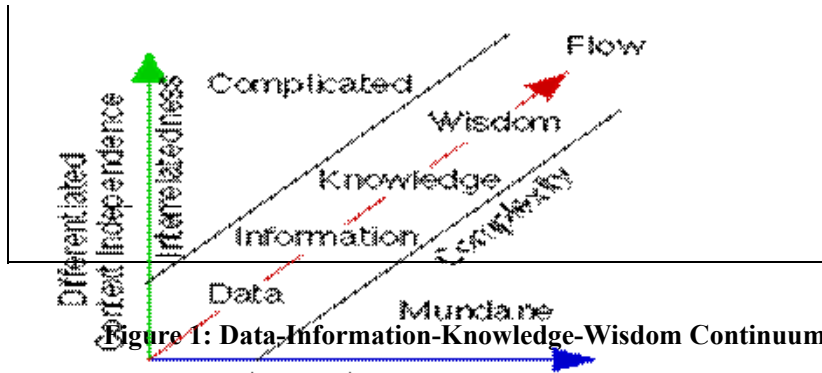 Flow
Complicated
Wisdom
Knowledge
Complexity
Information
Data
Mundane
Differentiated
Context Independence
Interrelatedness
Figure 1: Data-Information-Knowledge-Wisdom Continuum